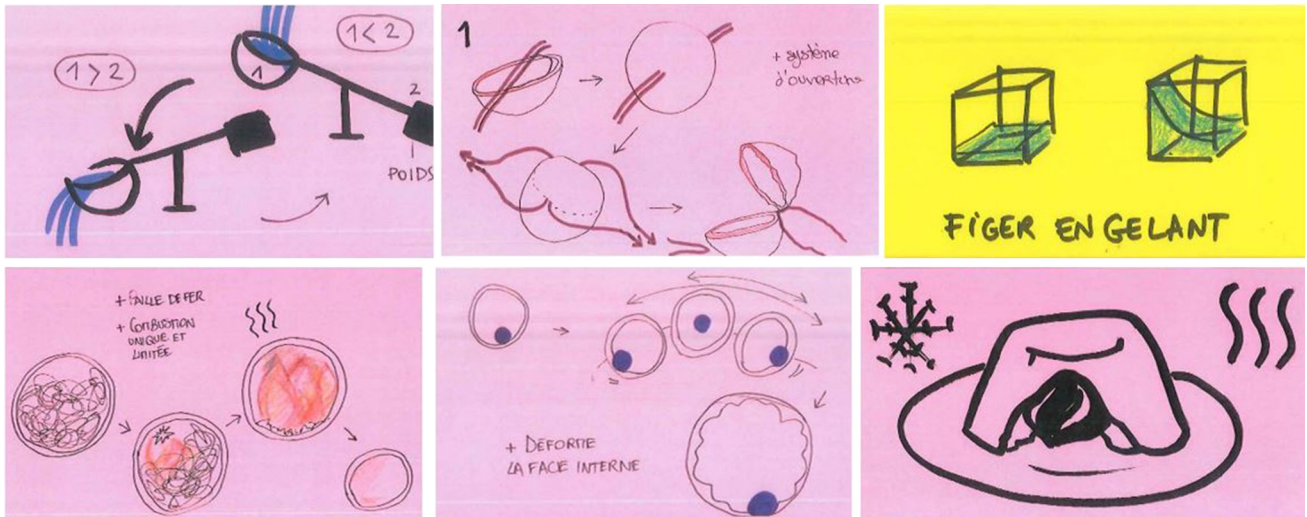 1 < 2
1 > 2
1
2
POIDS
1
+ système
d'ouverture
FIGER EN GELANT
+ PAILLE DE FER
+ COMBUSTION
UNIQUE ET
LIMITÉE
+ DÉFORME
LA FACE INTERNE